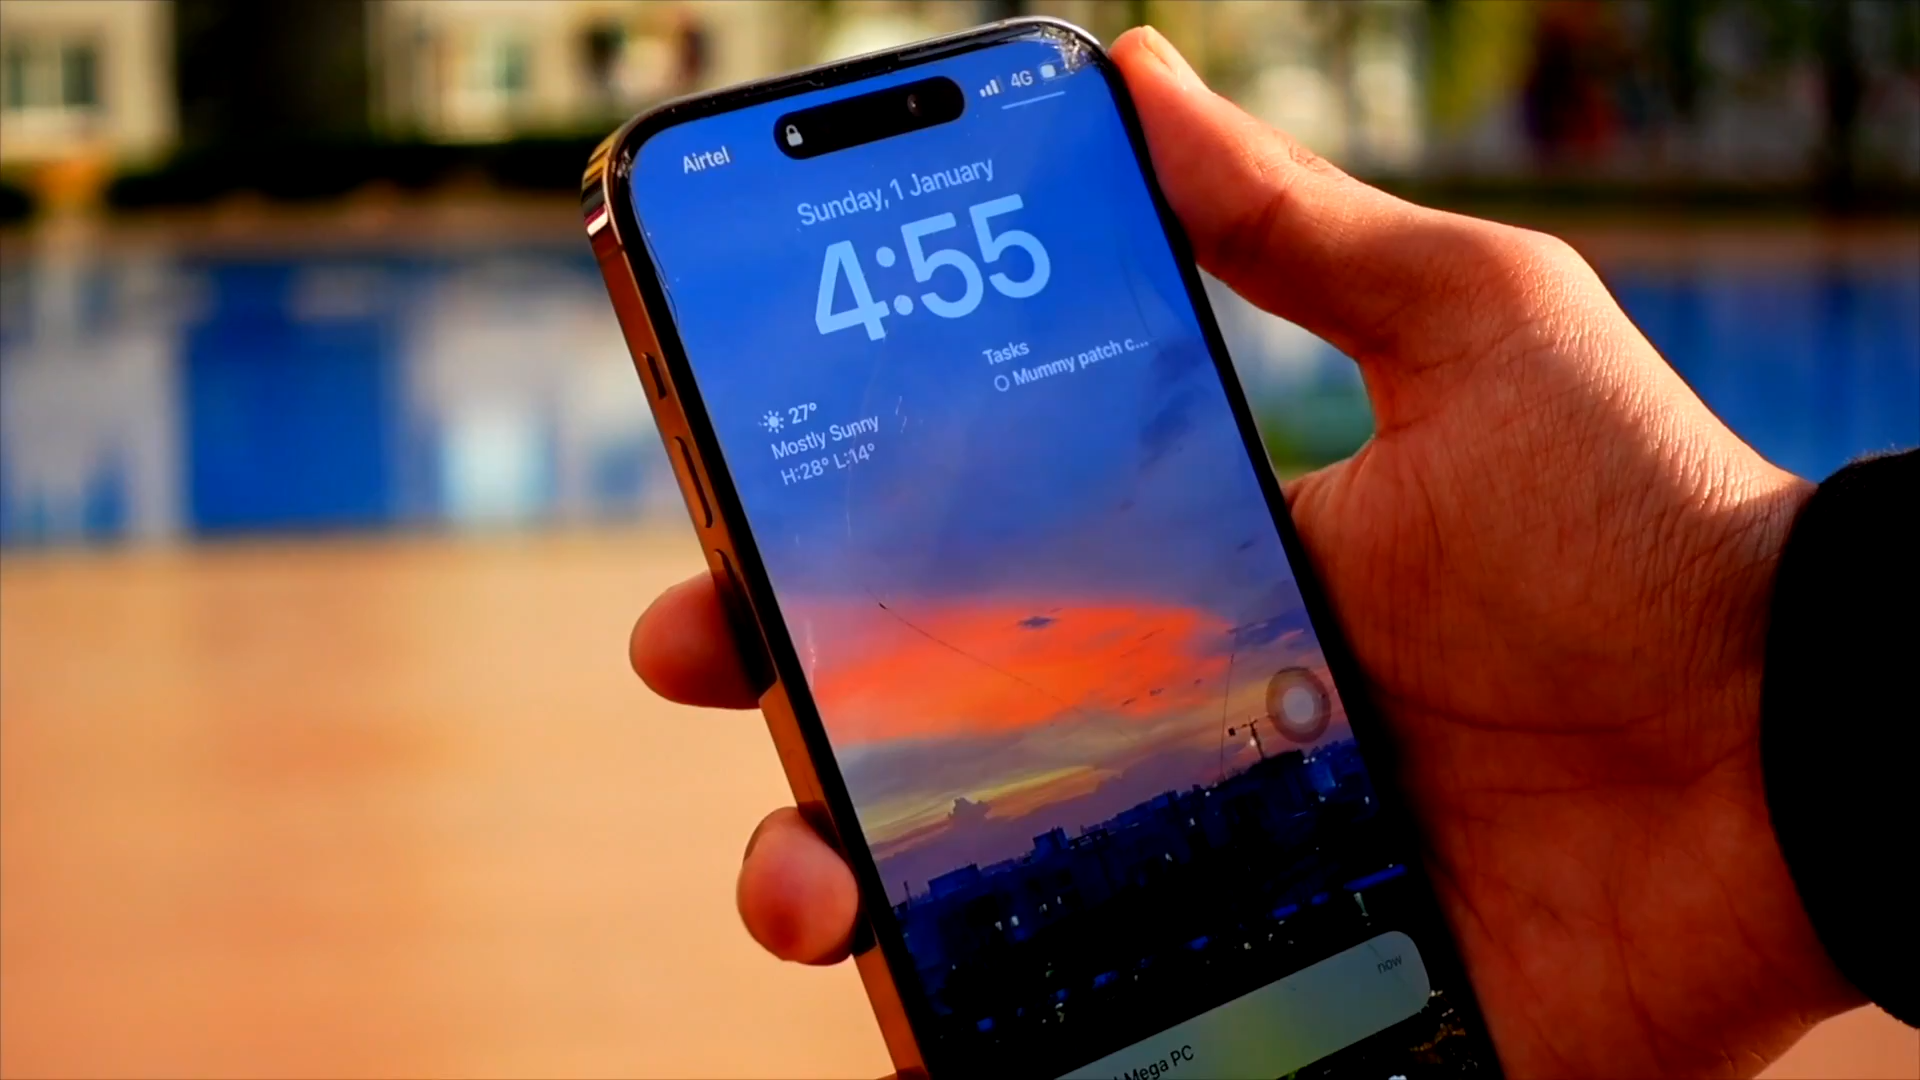 Airtel
4G
Sunday, 1 January
4:55
Tasks
Mummy patch c...
27°
Mostly Sunny
H:28° L:14°
now
Mega PC